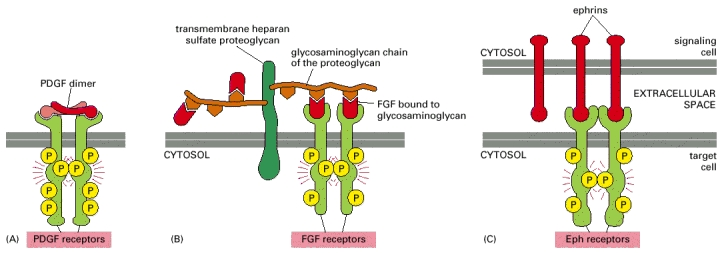 PDGF dimer
P
P
P
P
P
P
P
P
(A)
PDGF receptors
transmembrane heparan
sulfate proteoglycan
glycosaminoglycan chain
of the proteoglycan
FGF bound to
glycosaminoglycan
CYTOSOL
P
P
P
P
P
P
(B)
FGF receptors
ephrins
signaling
cell
CYTOSOL
EXTRACELLULAR
SPACE
CYTOSOL
target
cell
P
P
P
P
P
P
(C)
Eph receptors